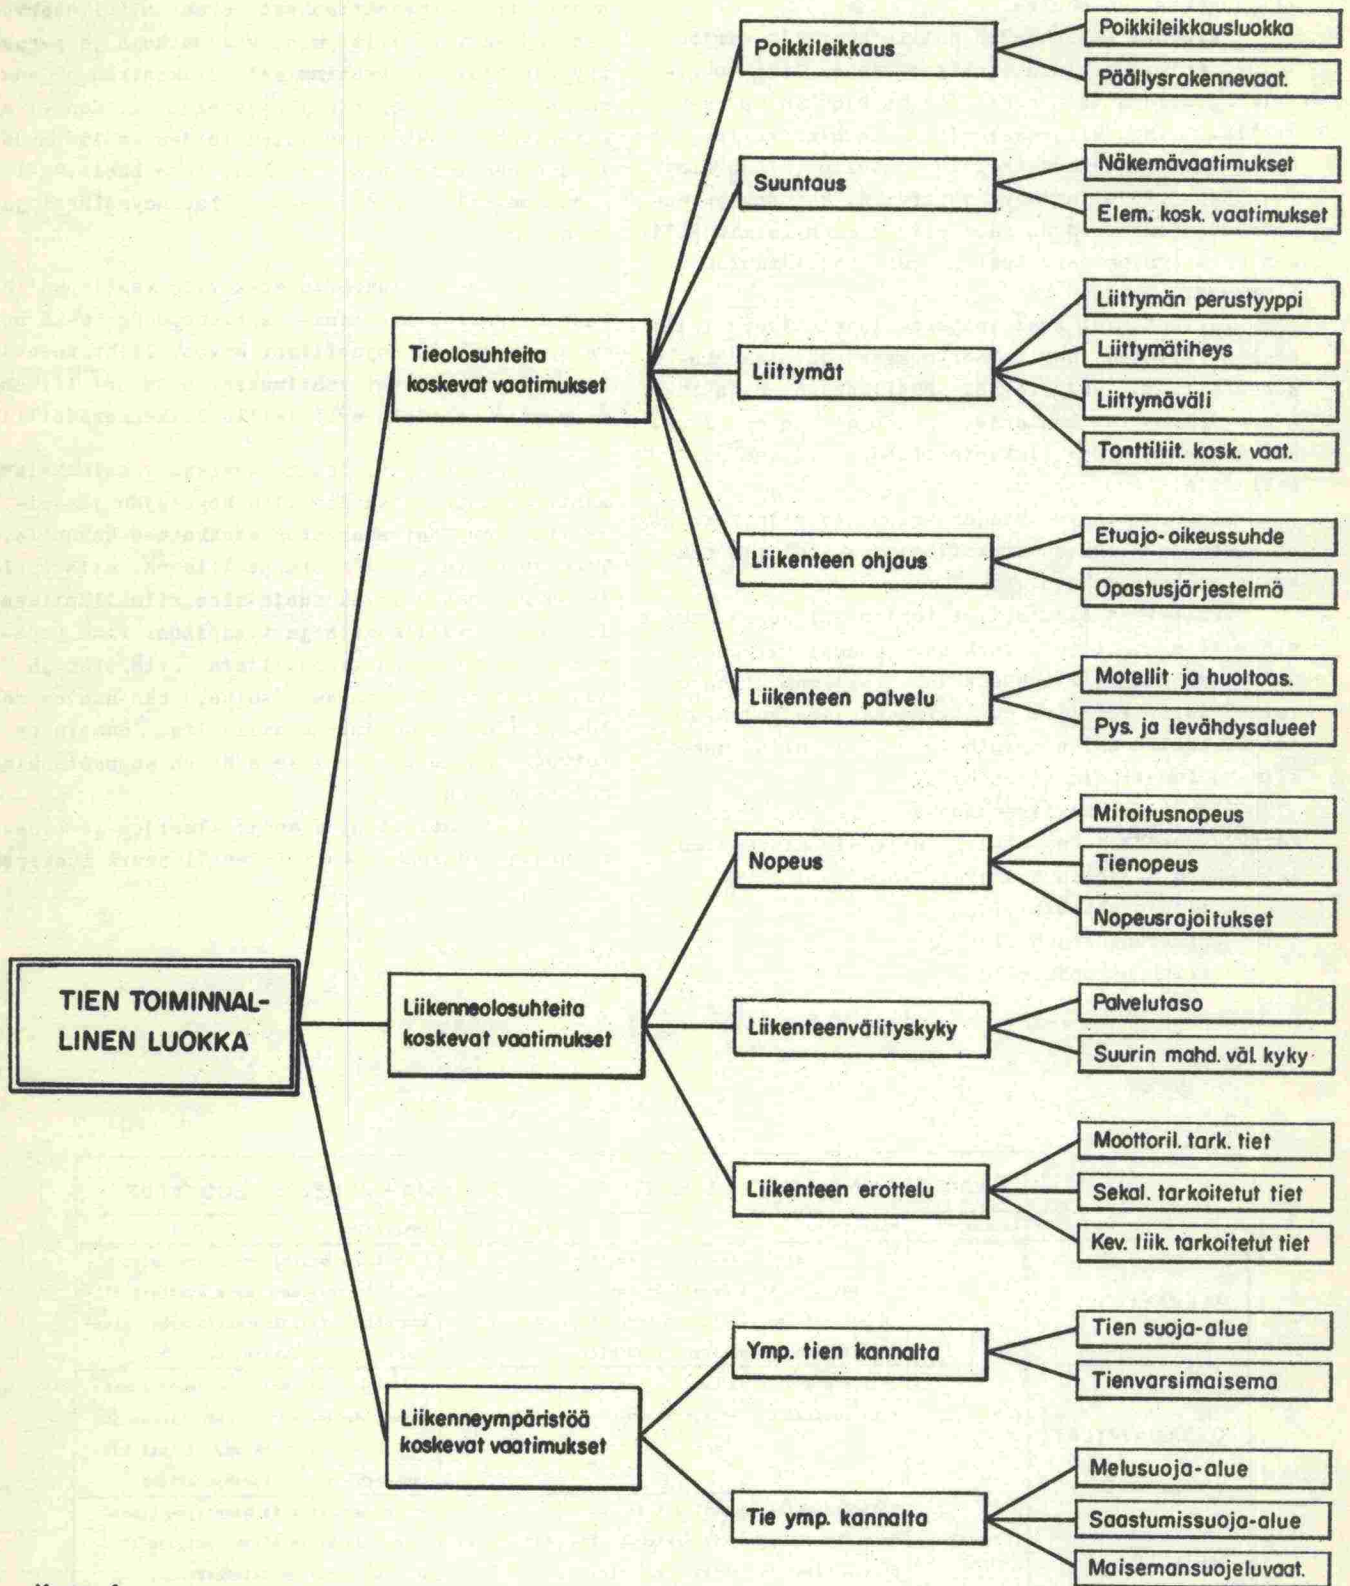 Poikkileikkaus
Poikkileikkausluokka
Päällysrakennevaat.
Suuntaus
Näkemävaatimukset
Elem. kosk. vaatimukset
Tieolosuhteita
koskevat vaatimukset
Liittymät
Liittymän perustyyppi
Liittymätiheys
Liittymäväli
Tonttiliit. kosk. vaat.
Liikenteen ohjaus
Etuajo-oikeussuhde
Opastusjärjestelmä
Liikenteen palvelu
Motellit ja huoltoas.
Pys. ja levähdysalueet
TIEN TOIMINNAL-
LINEN LUOKKA
Liikenneolosuhteita
koskevat vaatimukset
Nopeus
Mitoitusnopeus
Tienopeus
Nopeusrajoitukset
Liikenteenvälityskyky
Palvelutaso
Suurin mahd. väl. kyky
Liikenteen erottelu
Moottoril. tark. tiet
Sekal. tarkoitetut tiet
Kev. liik. tarkoitetut tiet
Liikenneympäristöä
koskevat vaatimukset
Ymp. tien kannalta
Tien suoja-alue
Tienvarsimaisema
Tie ymp. kannalta
Melusuoja-alue
Saastumissuoja-alue
Maisemansuojeluvaat.